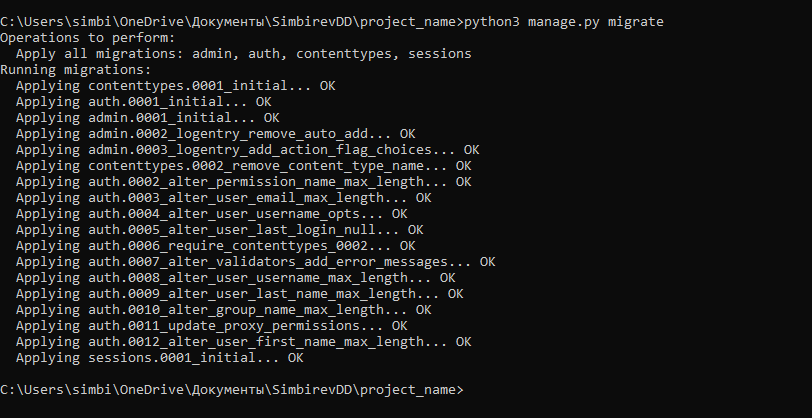 C:\Users\simbi\OneDrive\Документы\SimbirevDD\project_name>python3 manage.py migrate
Operations to perform:
  Apply all migrations: admin, auth, contenttypes, sessions
Running migrations:
  Applying contenttypes.0001_initial... OK
  Applying auth.0001_initial... OK
  Applying admin.0001_initial... OK
  Applying admin.0002_logentry_remove_auto_add... OK
  Applying admin.0003_logentry_add_action_flag_choices... OK
  Applying contenttypes.0002_remove_content_type_name... OK
  Applying auth.0002_alter_permission_name_max_length... OK
  Applying auth.0003_alter_user_email_max_length... OK
  Applying auth.0004_alter_user_username_opts... OK
  Applying auth.0005_alter_user_last_login_null... OK
  Applying auth.0006_require_contenttypes_0002... OK
  Applying auth.0007_alter_validators_add_error_messages... OK
  Applying auth.0008_alter_user_username_max_length... OK
  Applying auth.0009_alter_user_last_name_max_length... OK
  Applying auth.0010_alter_group_name_max_length... OK
  Applying auth.0011_update_proxy_permissions... OK
  Applying auth.0012_alter_user_first_name_max_length... OK
  Applying sessions.0001_initial... OK
C:\Users\simbi\OneDrive\Документы\SimbirevDD\project_name>